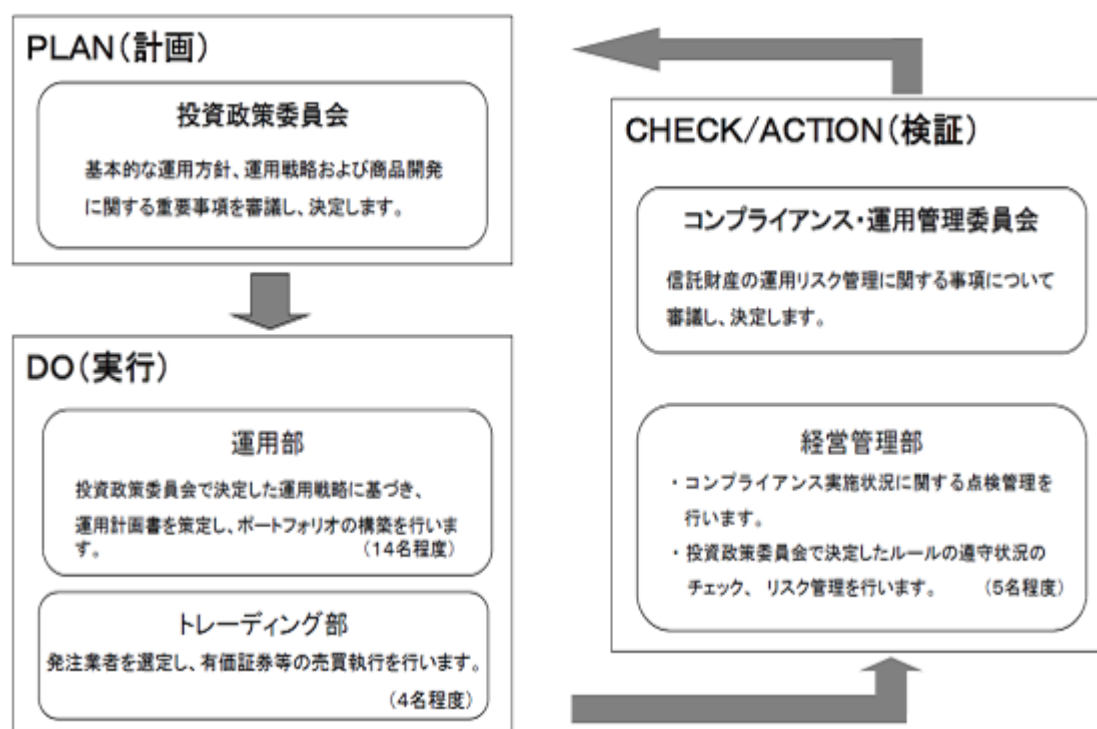 PLAN(計画)
投資政策委員会
基本的な運用方針、運用戦略および商品開発
に関する重要事項を審議し、決定します。
DO(実行)
運用部
投資政策委員会で決定した運用戦略に基づき、
運用計画書を策定し、ポートフォリオの構築を行いま
す。 (14名程度)
トレーディング部
発注業者を選定し、有価証券等の売買執行を行います。
(4名程度)
CHECK/ACTION(検証)
コンプライアンス・運用管理委員会
信託財産の運用リスク管理に関する事項について
審議し、決定します。
経営管理部
・コンプライアンス実施状況に関する点検管理を
行います。
・投資政策委員会で決定したルールの遵守状況の
チェック、リスク管理を行います。 (5名程度)